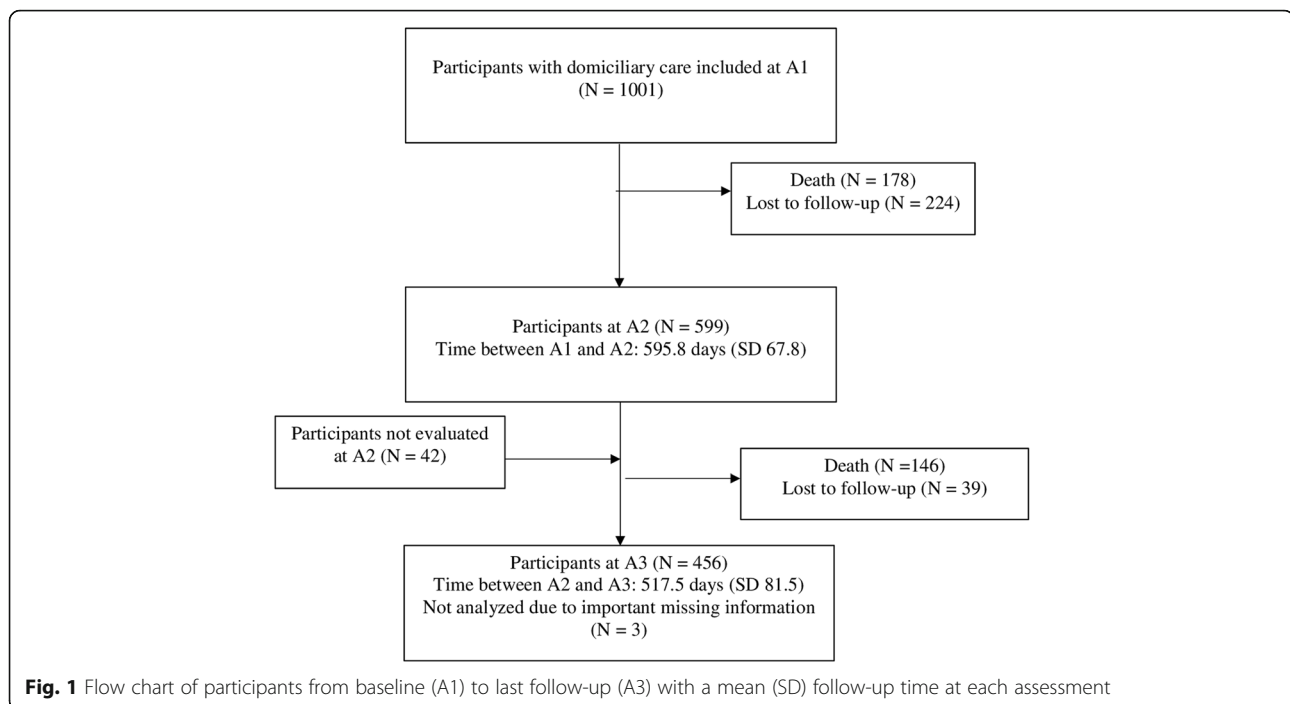 Participants with domiciliary care included at A1
(N = 1001)
Death (N = 178)
Lost to follow-up (N = 224)
Participants at A2 (N = 599)
Time between A1 and A2: 595.8 days (SD 67.8)
Participants not evaluated
at A2 (N = 42)
Death (N =146)
Lost to follow-up (N = 39)
Participants at A3 (N = 456)
Time between A2 and A3: 517.5 days (SD 81.5)
Not analyzed due to important missing information
(N = 3)
Fig. 1 Flow chart of participants from baseline (A1) to last follow-up (A3) with a mean (SD) follow-up time at each assessment